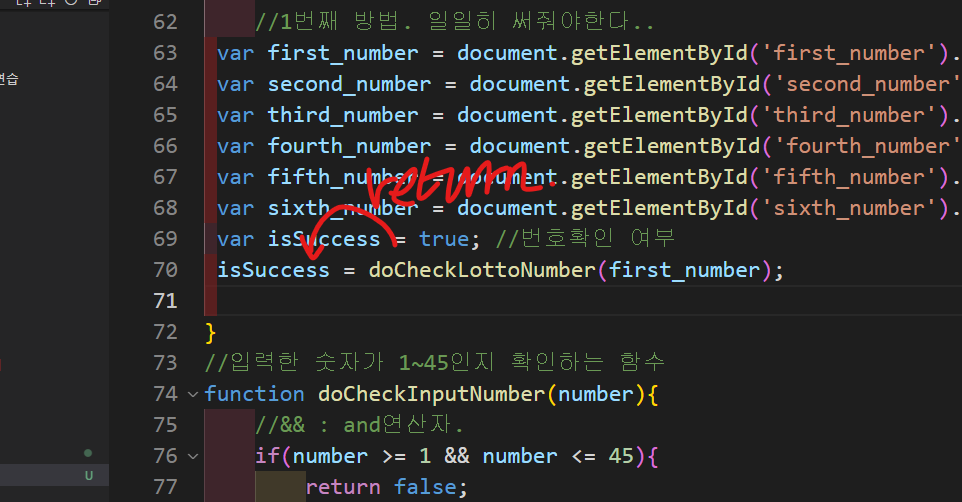 62 //1번째 방법. 일일히 써줘야한다..
63 var first_number = document.getElementById('first_number').
64 var second_number = document.getElementById('second_number'
65 var third_number = document.getElementById('third_number').
66 var fourth_number = document.getElementById('fourth_number'
67 var fifth_number = document.getElementById('fifth_number').
return.
68 var sixth_number = document.getElementById('sixth_number').
69 var isSuccess = true; //번호확인 여부
70 isSuccess = doCheckLottoNumber(first_number);
71
72 }
73 //입력한 숫자가 1~45인지 확인하는 함수
74 function doCheckInputNumber(number){
75 //&& : and연산자.
76 if(number >= 1 && number <= 45){
77 return false;
연습
U